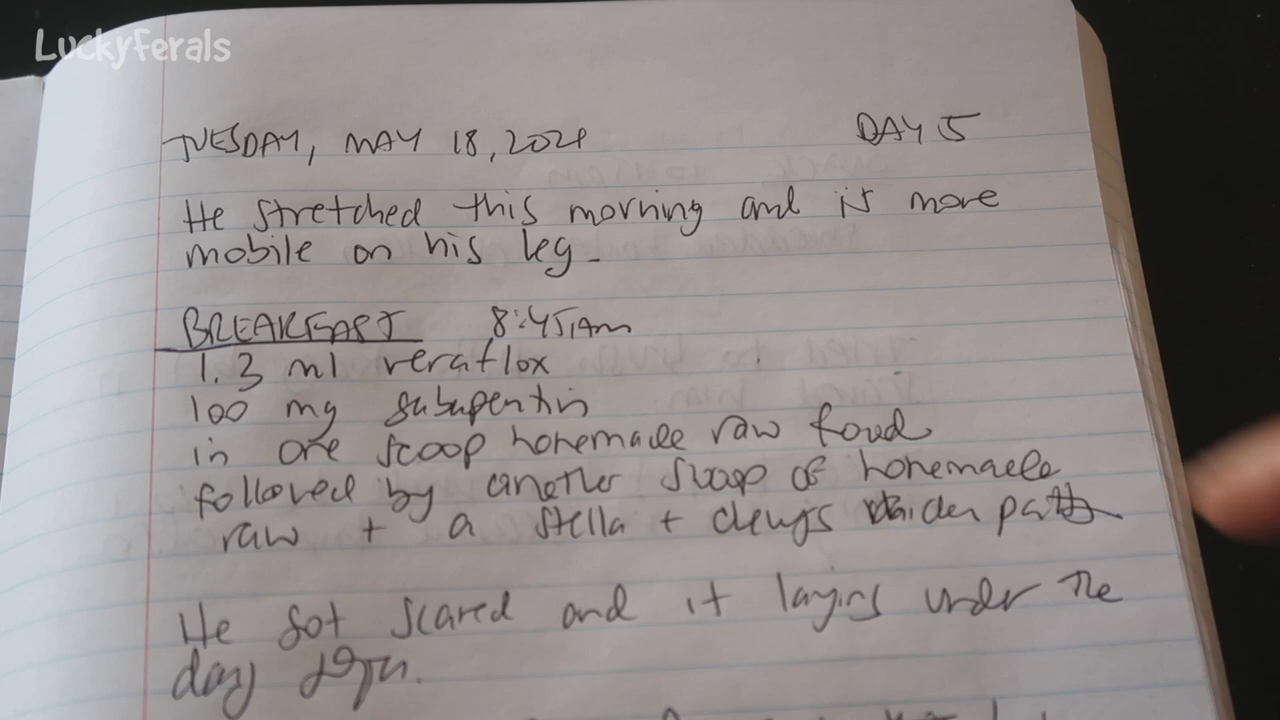 LuckyFerals
TUESDAY, MAY 18, 2021 DAY 5
He stretched this morning and is more
mobile on his leg.
BREAKFAST 8:45AM
1.3 ml veraflox
100 mg gabapentin
in one scoop homemade raw food
followed by another scoop of homemade
raw + a stella + chewys chicken patty
He got scared and is laying under the